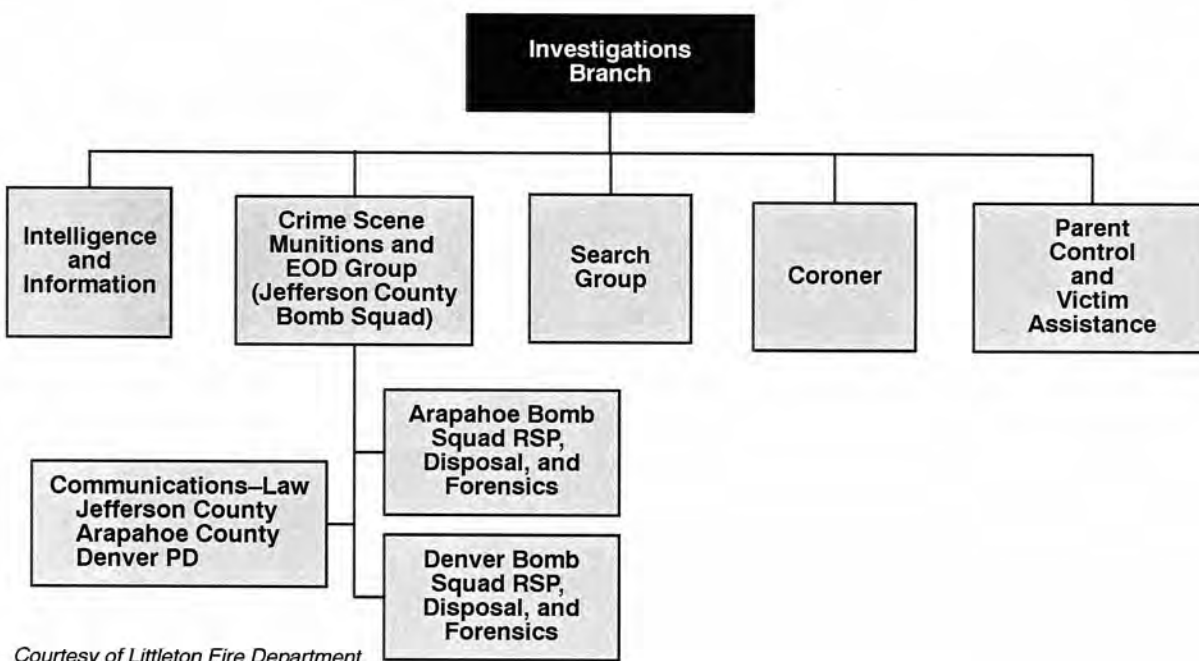 Investigations
Branch
Intelligence
and
Information
Crime Scene
Munitions and
EOD Group
(Jefferson County
Bomb Squad)
Search
Group
Coroner
Parent
Control
and
Victim
Assistance
Arapahoe Bomb
Squad RSP,
Disposal, and
Forensics
Communications–Law
Jefferson County
Arapahoe County
Denver PD
Denver Bomb
Squad RSP,
Disposal, and
Forensics
Courtesy of Littleton Fire Department